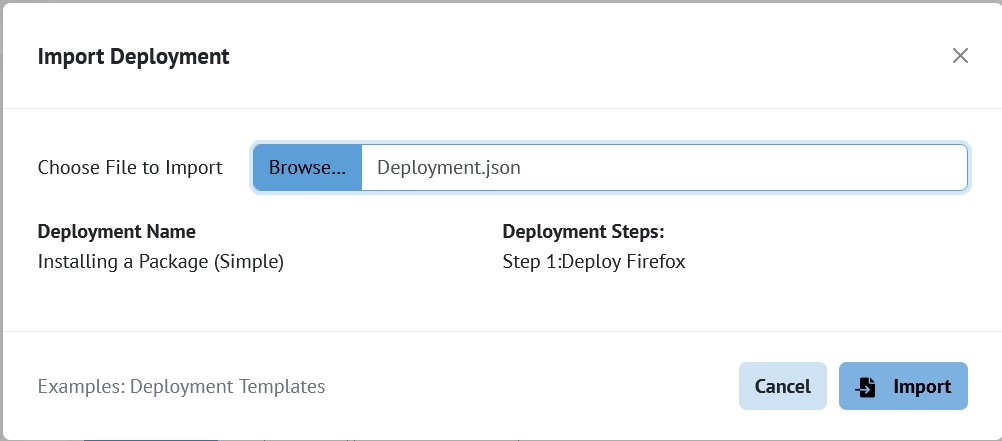 Import Deployment
Choose File to Import
Browse...
Deployment.json
Deployment Name
Installing a Package (Simple)
Deployment Steps:
Step 1:Deploy Firefox
Examples: Deployment Templates
Cancel
Import